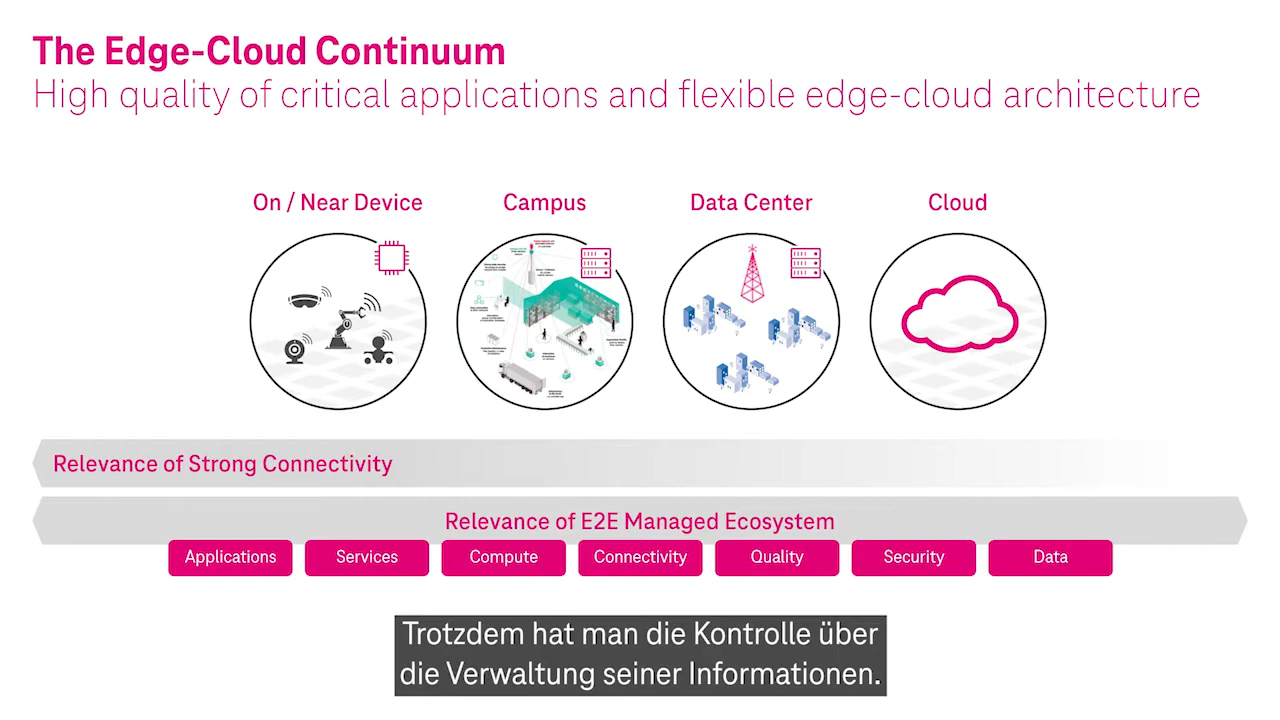 The Edge-Cloud Continuum
High quality of critical applications and flexible edge-cloud architecture
On / Near Device
Campus
Data Center
Cloud
Relevance of Strong Connectivity
Relevance of E2E Managed Ecosystem
Applications
Services
Compute
Connectivity
Quality
Security
Data
Trotzdem hat man die Kontrolle über
die Verwaltung seiner Informationen.